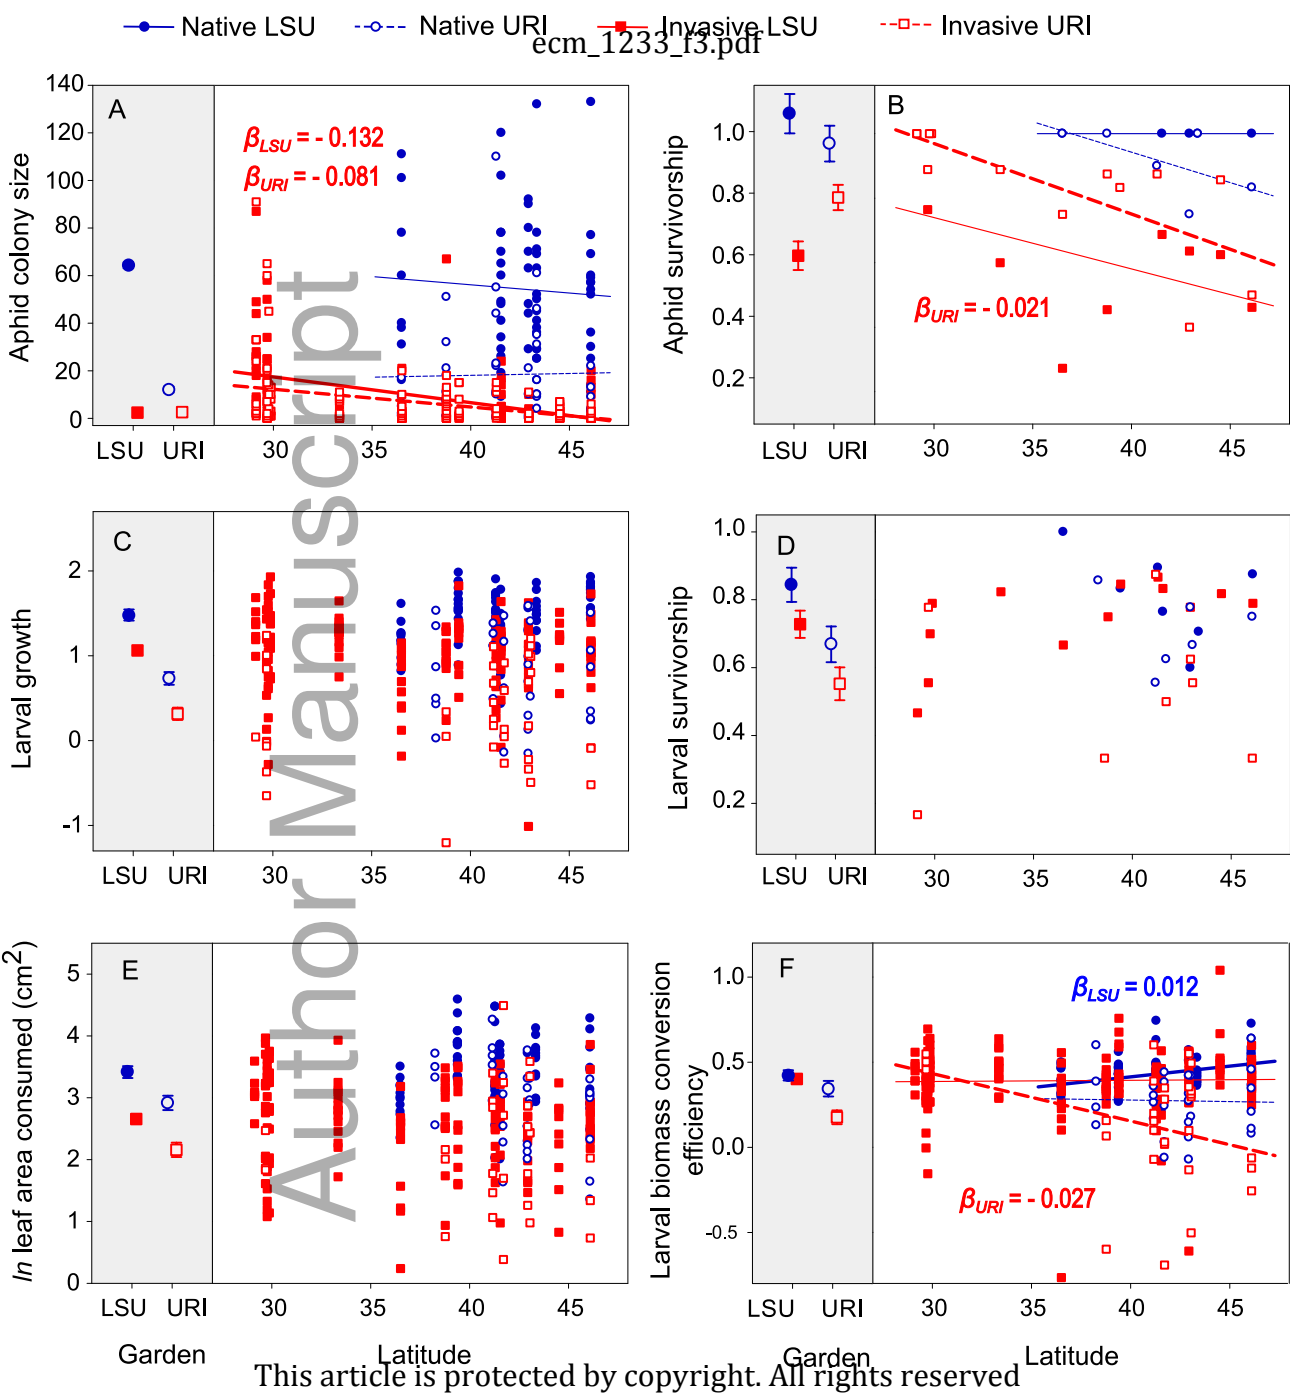 Native LSU Native URI Invasive LSU Invasive URI
ecm_1233_f3.pdf
A
Aphid colony size
140
120
100
80
60
40
20
0
β_LSU = - 0.132
β_URI = - 0.081
LSU URI 30 35 40 45
B
Aphid survivorship
1.0
0.8
0.6
0.4
0.2
β_URI = - 0.021
LSU URI 30 35 40 45
C
Larval growth
2
1
0
-1
LSU URI 30 35 40 45
D
Larval survivorship
1.0
0.8
0.6
0.4
0.2
LSU URI 30 35 40 45
E
ln leaf area consumed (cm²)
5
4
3
2
1
0
LSU URI 30 35 40 45
Garden Latitude
F
Larval biomass conversion
efficiency
1.0
0.5
0.0
-0.5
β_LSU = 0.012
β_URI = - 0.027
LSU URI 30 35 40 45
Garden Latitude
Author Manuscript
This article is protected by copyright. All rights reserved